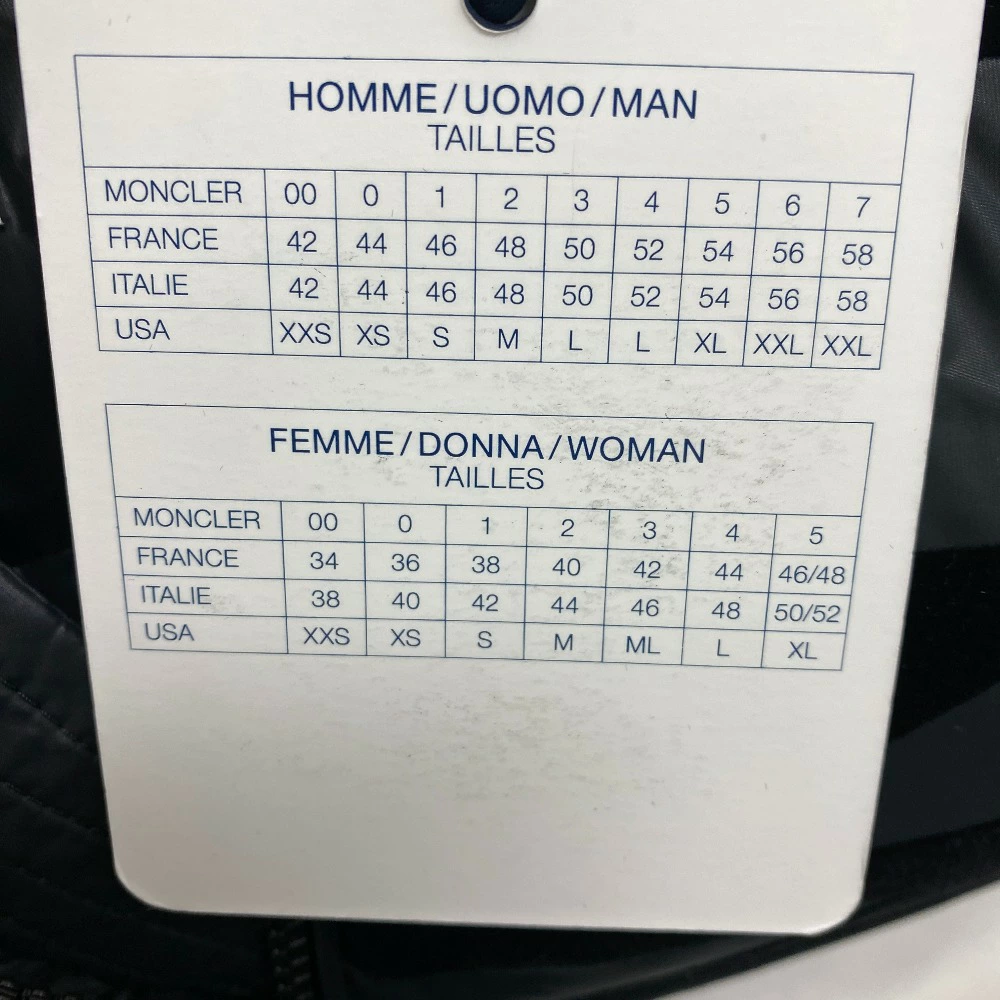 HOMME/UOMO/MAN
TAILLES
MONCLER 00 0 1 2 3 4 5 6 7
FRANCE 42 44 46 48 50 52 54 56 58
ITALIE 42 44 46 48 50 52 54 56 58
USA XXS XS S M L L XL XXL XXL
FEMME/DONNA/WOMAN
TAILLES
MONCLER 00 0 1 2 3 4 5
FRANCE 34 36 38 40 42 44 46/48
ITALIE 38 40 42 44 46 48 50/52
USA XXS XS S M ML L XL